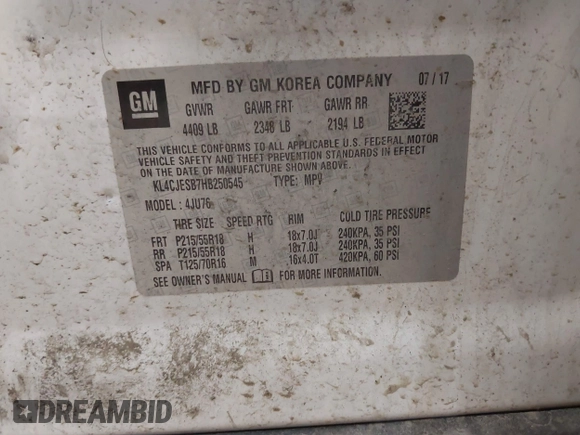 GM
MFD BY GM KOREA COMPANY 07/17
GVWR GAWR FRT GAWR RR
4409 LB 2348 LB 2194 LB
THIS VEHICLE CONFORMS TO ALL APPLICABLE U.S. FEDERAL MOTOR
VEHICLE SAFETY AND THEFT PREVENTION STANDARDS IN EFFECT ON
THE DATE OF MANUFACTURE SHOWN ABOVE.
KL4CJESB7HB250545 TYPE: MPV
MODEL: 4JU76
TIRE SIZE SPEED RTG RIM COLD TIRE PRESSURE
FRT P215/55R18 H 18x7.0J 240KPA, 35 PSI
RR P215/55R18 H 18x7.0J 240KPA, 35 PSI
SPA T125/70R16 M 16x4.0T 420KPA, 60 PSI
SEE OWNER'S MANUAL FOR MORE INFORMATION.
DREAMBID